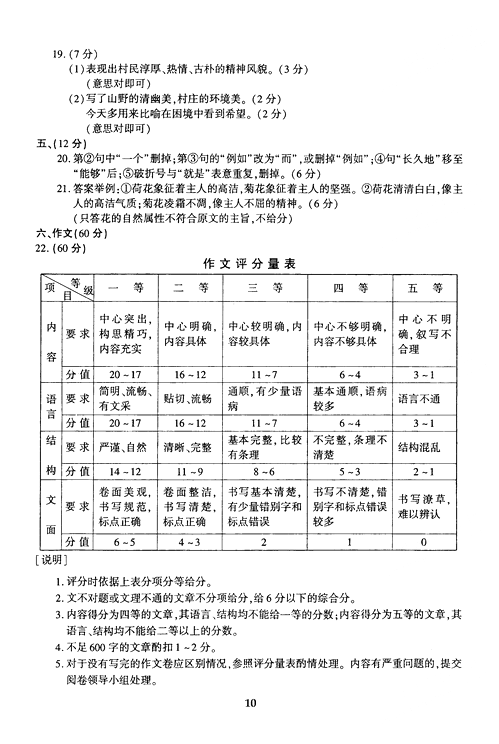 19.(7分)
(1)表现出村民淳厚、热情、古朴的精神风貌。(3分)
(意思对即可)
(2)写了山野的清幽美,村庄的环境美。(2分)
今天多用来比喻在困境中看到希望。(2分)
(意思对即可)
五、(12分)
20.第②句中“一个”删掉;第③句的“例如”改为“而”,或删掉“例如”;④句“长久地”移至
“能够”后;⑤破折号与“就是”表意重复,删掉。(6分)
21.答案举例:①荷花象征着主人的高洁,菊花象征着主人的坚强。②荷花清清白白,像主
人的高洁气质;菊花凌霜不凋,像主人不屈的精神。(6分)
(只答花的自然属性不符合原文的主旨,不给分)
六、作文(60分)
22.(60分)
作文评分量表
项目 等级 一等 二等 三等 四等 五等
内容 要求 中心突出,构思精巧,内容充实 中心明确,内容具体 中心较明确,内容较具体 中心不够明确,内容不够具体 中心不明确,叙写不合理
分值 20~17 16~12 11~7 6~4 3~1
语言 要求 简明、流畅、有文采 贴切、流畅 通顺,有少量语病 基本通顺,语病较多 语言不通
分值 20~17 16~12 11~7 6~4 3~1
结构 要求 严谨、自然 清晰、完整 基本完整,比较有条理 不完整,条理不清楚 结构混乱
分值 14~12 11~9 8~6 5~3 2~1
文面 要求 卷面美观,书写规范,标点正确 卷面整洁,书写清楚,标点正确 书写基本清楚,有少量错别字和标点错误 书写不清楚,错别字和标点错误较多 书写潦草,难以辨认
分值 6~5 4~3 2 1 0
[说明]
1.评分时依据上表分项分等给分。
2.文不对题或文理不通的文章不分项给分,给6分以下的综合分。
3.内容得分为四等的文章,其语言、结构均不能给一等的分数;内容得分为五等的文章,其
语言、结构均不能给二等以上的分数。
4.不足600字的文章酌扣1~2分。
5.对于没有写完的作文卷应区别情况,参照评分量表酌情处理。内容有严重问题的,提交
阅卷领导小组处理。
10